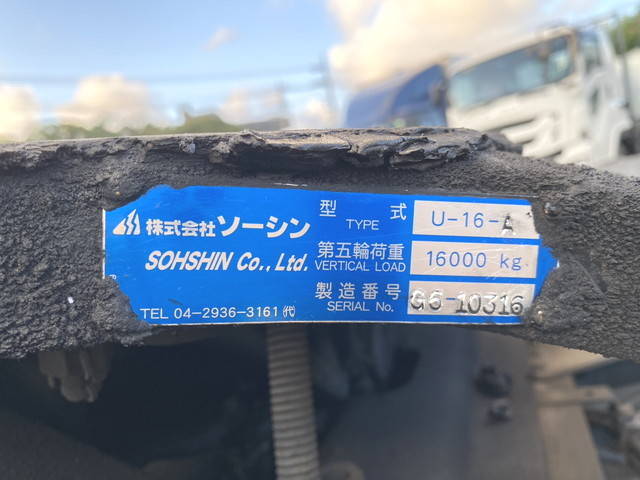 株式会社ソーシン
SOHSHIN Co., Ltd.
TEL 04-2936-3161㈹
型式 TYPE U-16-A
第五輪荷重 VERTICAL LOAD 16000 kg
製造番号 SERIAL No. G6-10316